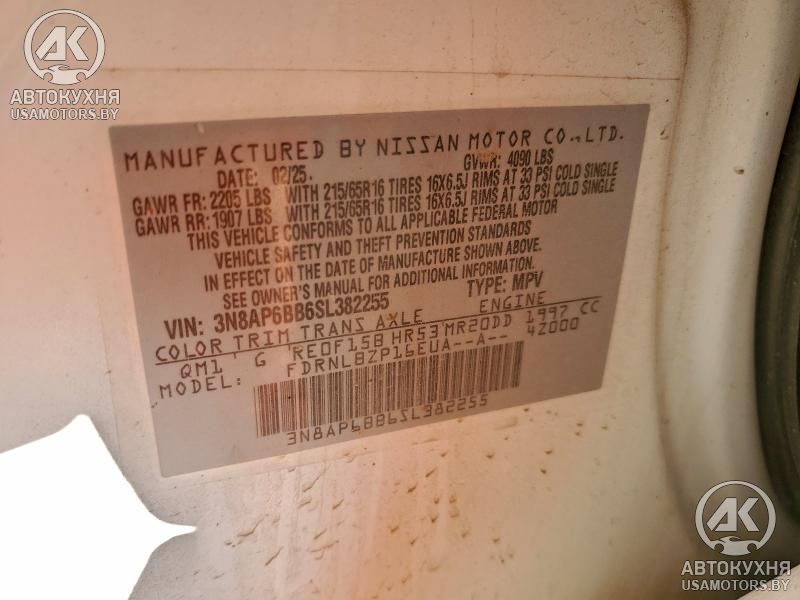 AK
АВТОКУХНЯ
USAMOTORS.BY
MANUFACTURED BY NISSAN MOTOR CO., LTD.
DATE: 02/25. GVWR: 4090 LBS
GAWR FR: 2205 LBS WITH 215/65R16 TIRES 16X6.5J RIMS AT 33 PSI COLD SINGLE
GAWR RR: 1907 LBS WITH 215/65R16 TIRES 16X6.5J RIMS AT 33 PSI COLD SINGLE
THIS VEHICLE CONFORMS TO ALL APPLICABLE FEDERAL MOTOR
VEHICLE SAFETY AND THEFT PREVENTION STANDARDS
IN EFFECT ON THE DATE OF MANUFACTURE SHOWN ABOVE.
SEE OWNER'S MANUAL FOR ADDITIONAL INFORMATION.
VIN: 3N8AP6BB6SL382255 TYPE: MPV
COLOR TRIM TRANS AXLE ENGINE
QM1 G RE0F15B HR53 MR20DD 1997 CC
MODEL: FDRNLBZP16EUA--A-- 4Z000
3N8AP6BB6SL382255
AK
АВТОКУХНЯ
USAMOTORS.BY